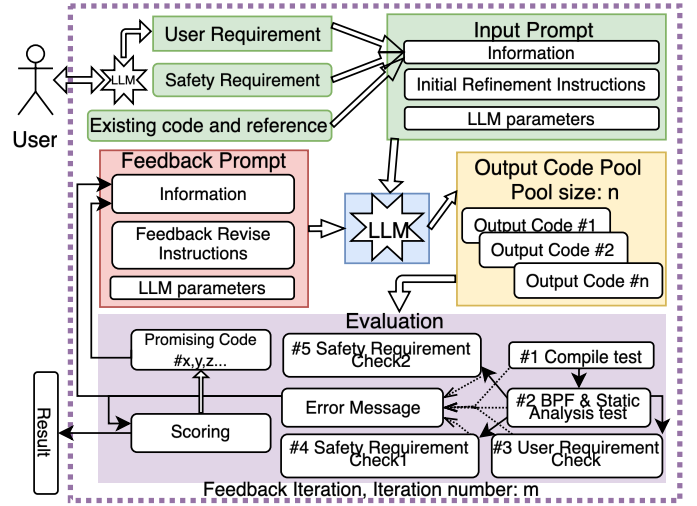 User Requirement
Input Prompt
Information
LLM
Safety Requirement
Initial Refinement Instructions
User
Existing code and reference
LLM parameters
Feedback Prompt
Information
Feedback Revise
Instructions
LLM parameters
LLM
Output Code Pool
Pool size: n
Output Code #1
Output Code #2
Output Code #n
Evaluation
Promising Code
#x,y,z...
#5 Safety Requirement
Check2
#1 Compile test
Error Message
#2 BPF & Static
Analysis test
Scoring
#4 Safety Requirement
Check1
#3 User Requirement
Check
Result
Feedback Iteration, Iteration number: m